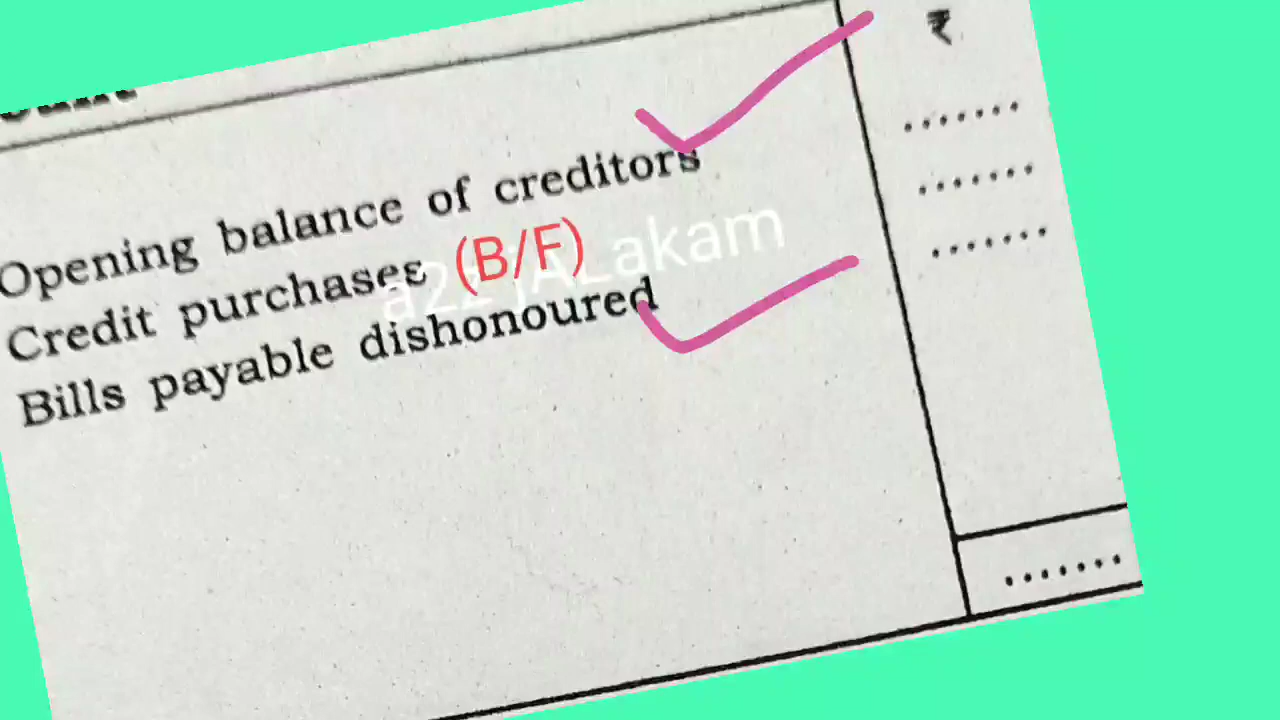 ₹
Opening balance of creditors .......
Credit purchases (B/F) .......
Bills payable dishonoured .......
.......